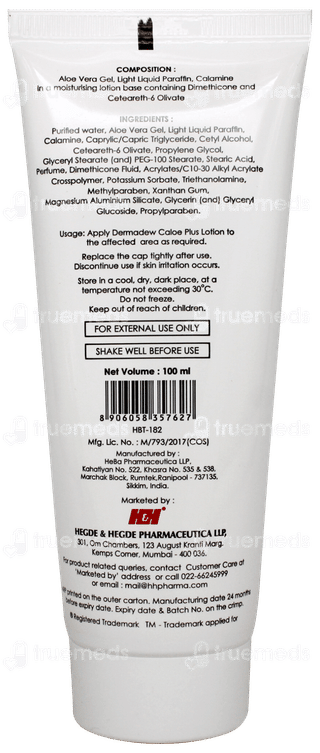 COMPOSITION :
Aloe Vera Gel, Light Liquid Paraffin, Calamine
In a moisturising lotion base containing Dimethicone and
Ceteareth-6 Olivate
INGREDIENTS :
Purified water, Aloe Vera Gel, Light Liquid Paraffin,
Calamine, Caprylic/Capric Triglyceride, Cetyl Alcohol,
Ceteareth-6 Olivate, Propylene Glycol,
Glyceryl Stearate (and) PEG-100 Stearate, Stearic Acid,
Perfume, Dimethicone Fluid, Acrylates/C10-30 Alkyl Acrylate
Crosspolymer, Potassium Sorbate, Triethanolamine,
Methylparaben, Xanthan Gum,
Magnesium Aluminium Silicate, Glycerin (and) Glyceryl
Glucoside, Propylparaben.
Usage: Apply Dermadew Caloe Plus Lotion to
the affected area as required.
Replace the cap tightly after use.
Discontinue use if skin irritation occurs.
Store in a cool, dry, dark place, at a
temperature not exceeding 30°C.
Do not freeze.
Keep out of reach of children.
FOR EXTERNAL USE ONLY
SHAKE WELL BEFORE USE
Net Volume : 100 ml
8 906058 357627
HBT-182
Mfg. Lic. No. : M/793/2017(COS)
Manufactured by :
HeBa Pharmaceutica LLP,
Kahatiyan No. 522, Khasra No. 535 & 538,
Marchak Block, Rumtek,Ranipool - 737135,
Sikkim, India.
Marketed by :
H&H
HEGDE & HEGDE PHARMACEUTICA LLP,
301, Om Chambers, 123 August Kranti Marg,
Kemps Corner, Mumbai - 400 036.
For product related queries, contact Customer Care at
'Marketed by' address or call 022-66245999
or email : mail@hhpharma.com
printed on the outer carton. Manufacturing date 24 months
before expiry date. Expiry date & Batch No. on the crimp.
® Registered Trademark TM - Trademark applied for
truemeds